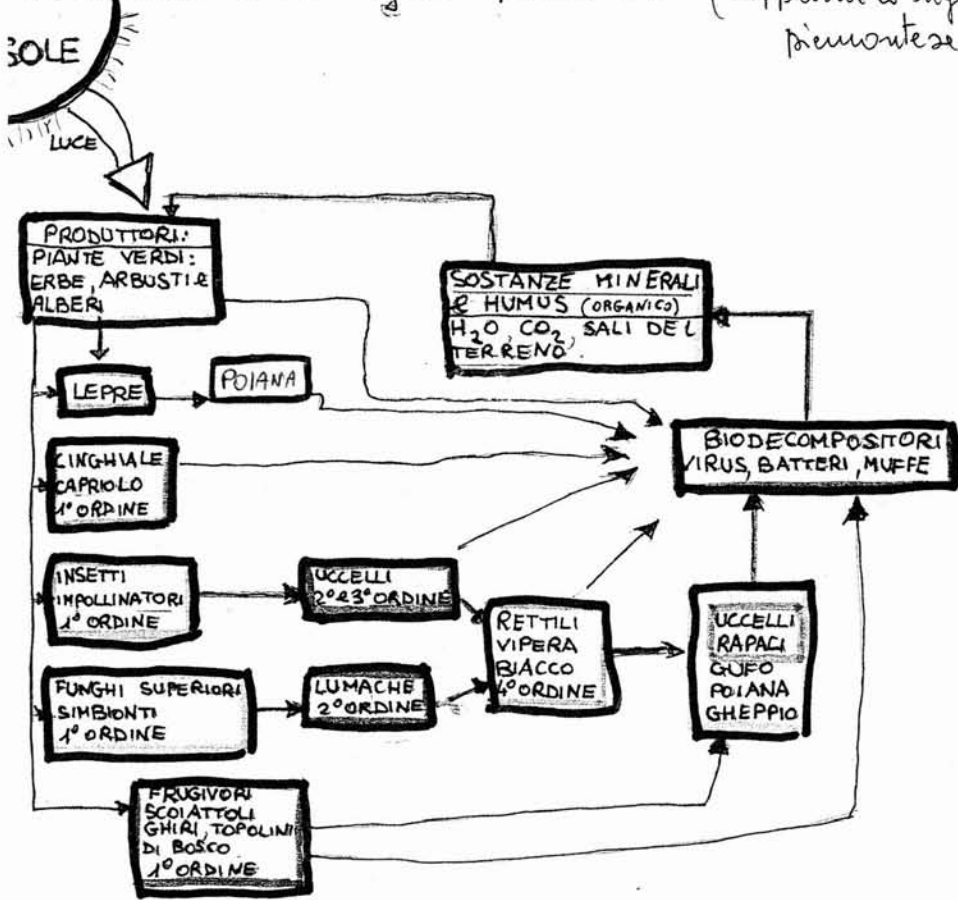 piemontese
SOLE
LUCE
PRODUTTORI:
PIANTE VERDI:
ERBE, ARBUSTI e
ALBERI
SOSTANZE MINERALI
e HUMUS (ORGANICO)
H₂O, CO₂, SALI DEL
TERRENO.
LEPRE
POIANA
BIODECOMPOSITORI
VIRUS, BATTERI, MUFFE
CINGHIALE
CAPRIOLO
1° ORDINE
INSETTI
IMPOLLINATORI
1° ORDINE
UCCELLI
2° e 3° ORDINE
RETTILI
VIPERA
BIACCO
4° ORDINE
UCCELLI
RAPACI
GUFO
POIANA
GHEPPIO
FUNGHI SUPERIORI
SIMBIONTI
1° ORDINE
LUMACHE
2° ORDINE
FRUGIVORI
SCOIATTOLI
GHIRI, TOPOLINI
DI BOSCO
1° ORDINE